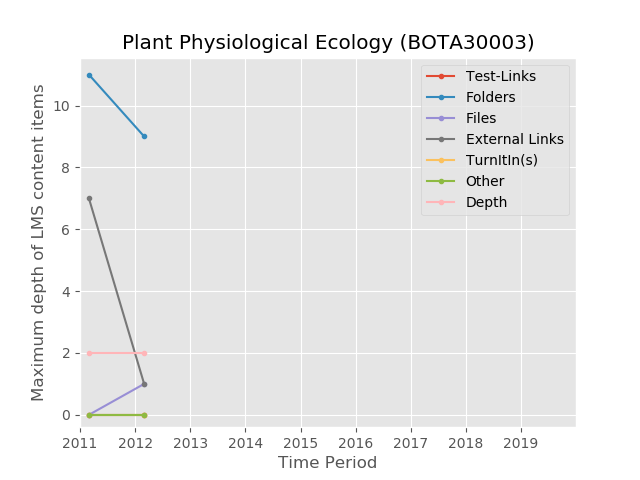 Plant Physiological Ecology (BOTA30003)
Maximum depth of LMS content items
10
8
6
4
2
0
Test-Links
Folders
Files
External Links
TurnItIn(s)
Other
Depth
2011 2012 2013 2014 2015 2016 2017 2018 2019
Time Period